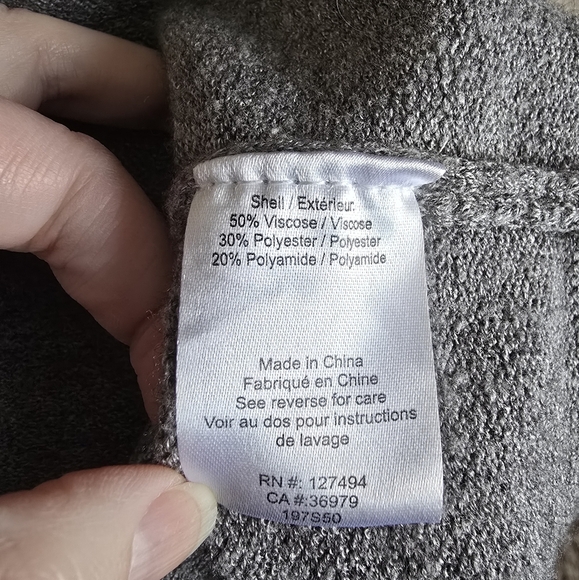 Shell / Extérieur:
50% Viscose / Viscose
30% Polyester / Polyester
20% Polyamide / Polyamide
Made in China
Fabriqué en Chine
See reverse for care
Voir au dos pour instructions
de lavage
RN #: 127494
CA #:36979
197S50